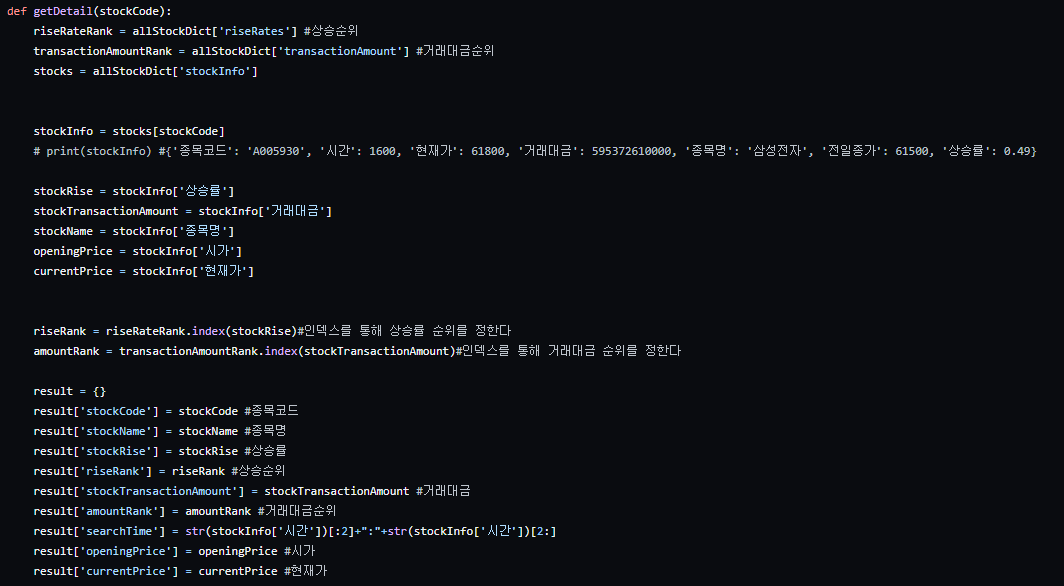 def getDetail(stockCode):
    riseRateRank = allStockDict['riseRates'] #상승순위
    transactionAmountRank = allStockDict['transactionAmount'] #거래대금순위
    stocks = allStockDict['stockInfo']
    stockInfo = stocks[stockCode]
    # print(stockInfo) #{'종목코드': 'A005930', '시간': 1600, '현재가': 61800, '거래대금': 595372610000, '종목명': '삼성전자', '전일종가': 61500, '상승률': 0.49}
    stockRise = stockInfo['상승률']
    stockTransactionAmount = stockInfo['거래대금']
    stockName = stockInfo['종목명']
    openingPrice = stockInfo['시가']
    currentPrice = stockInfo['현재가']
    riseRank = riseRateRank.index(stockRise)#인덱스를 통해 상승률 순위를 정한다
    amountRank = transactionAmountRank.index(stockTransactionAmount)#인덱스를 통해 거래대금 순위를 정한다
    result = {}
    result['stockCode'] = stockCode #종목코드
    result['stockName'] = stockName #종목명
    result['stockRise'] = stockRise #상승률
    result['riseRank'] = riseRank #상승순위
    result['stockTransactionAmount'] = stockTransactionAmount #거래대금
    result['amountRank'] = amountRank #거래대금순위
    result['searchTime'] = str(stockInfo['시간'])[:2]+":"+str(stockInfo['시간'])[2:]
    result['openingPrice'] = openingPrice #시가
    result['currentPrice'] = currentPrice #현재가